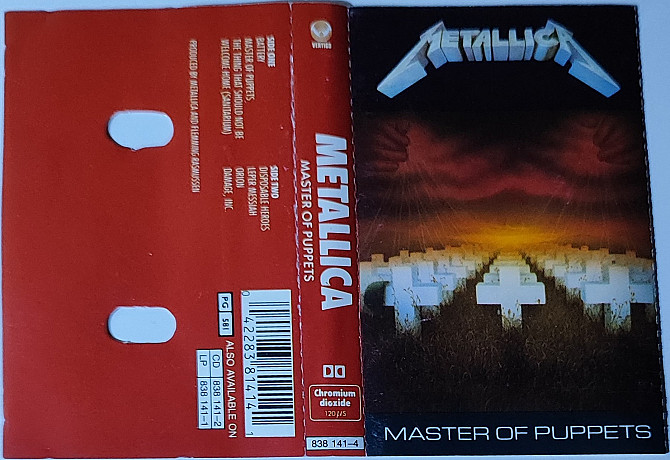 SIDE ONE
BATTERY
MASTER OF PUPPETS
THE THING THAT SHOULD NOT BE
WELCOME HOME (SANITARIUM)
SIDE TWO
DISPOSABLE HEROES
LEPER MESSIAH
ORION
DAMAGE, INC.
PRODUCED BY METALLICA AND FLEMMING RASMUSSEN
PG 581
0 42283 81414 1
ALSO AVAILABLE ON
CD 838 141-2
LP 838 141-1
VERTIGO
METALLICA
MASTER OF PUPPETS
Chromium
dioxide
120 µS
838 141-4
METALLICA
MASTER OF PUPPETS